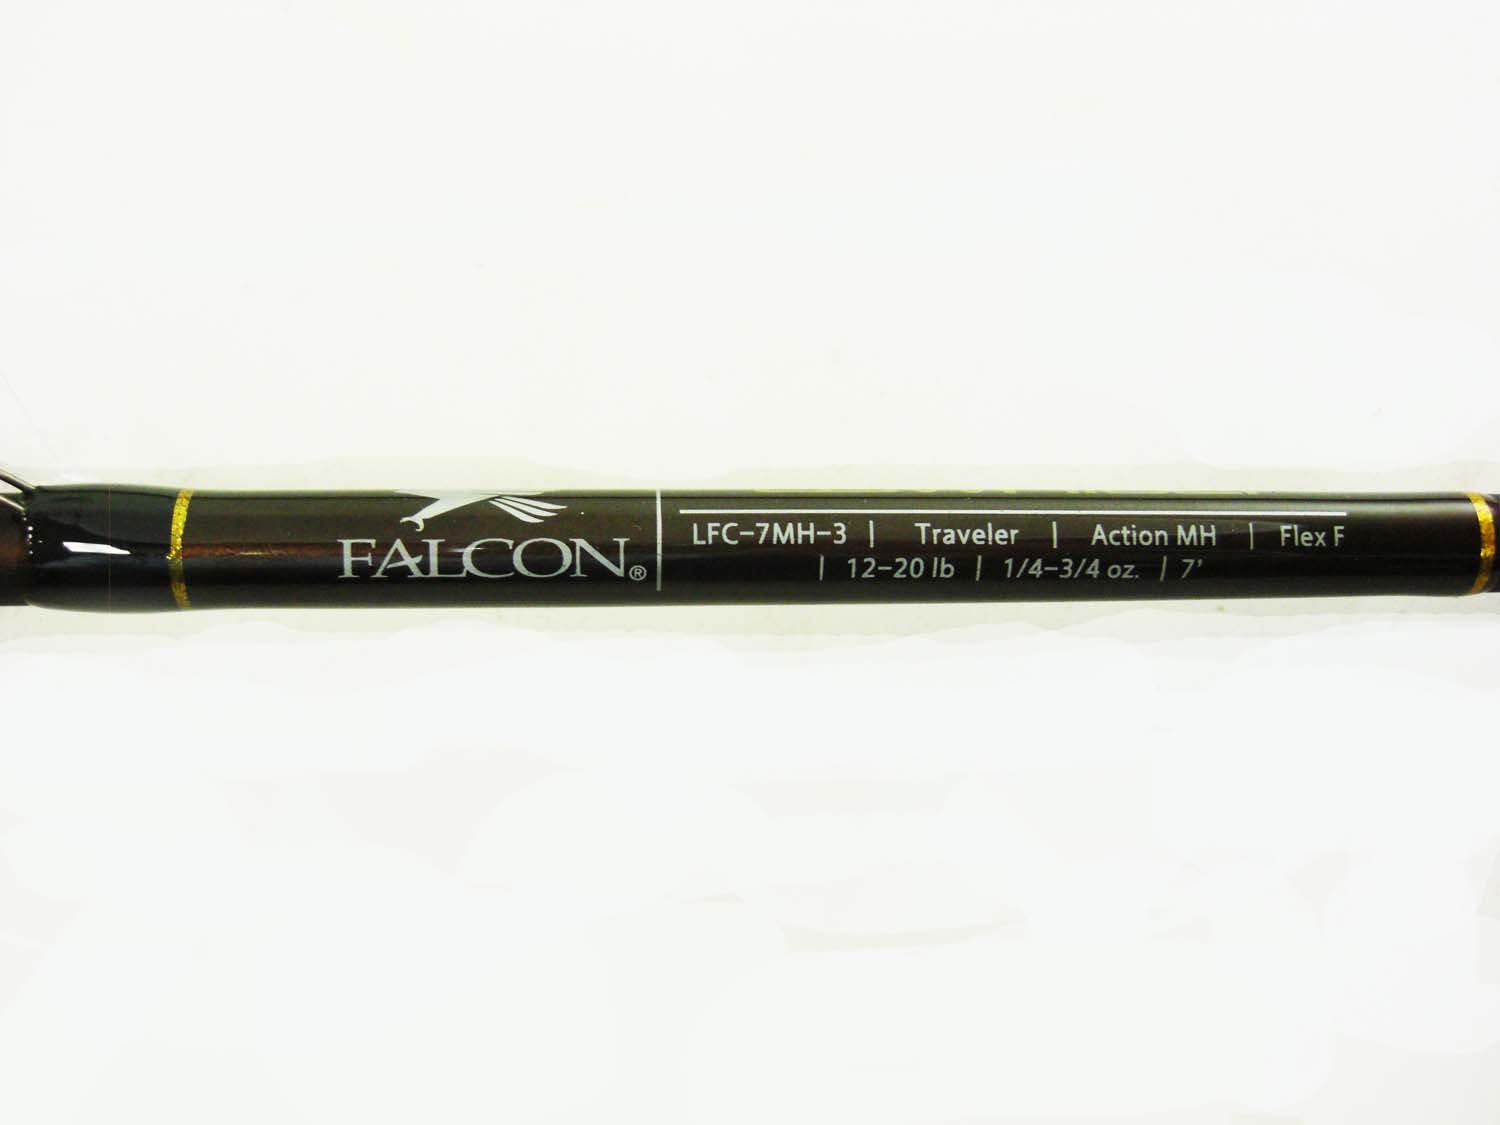 FALCON®
LFC-7MH-3 | Traveler | Action MH | Flex F
| 12-20 lb | 1/4-3/4 oz. | 7'